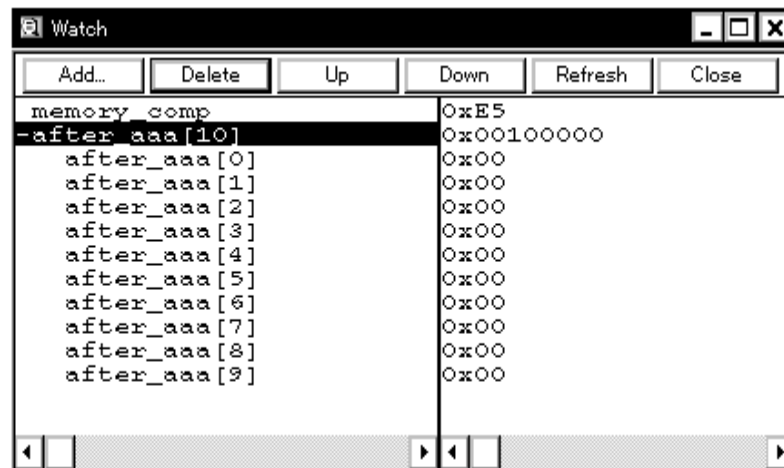 Watch
Add... Delete Up Down Refresh Close
memory_comp 0xE5
-after_aaa[10] 0x00100000
after_aaa[0] 0x00
after_aaa[1] 0x00
after_aaa[2] 0x00
after_aaa[3] 0x00
after_aaa[4] 0x00
after_aaa[5] 0x00
after_aaa[6] 0x00
after_aaa[7] 0x00
after_aaa[8] 0x00
after_aaa[9] 0x00